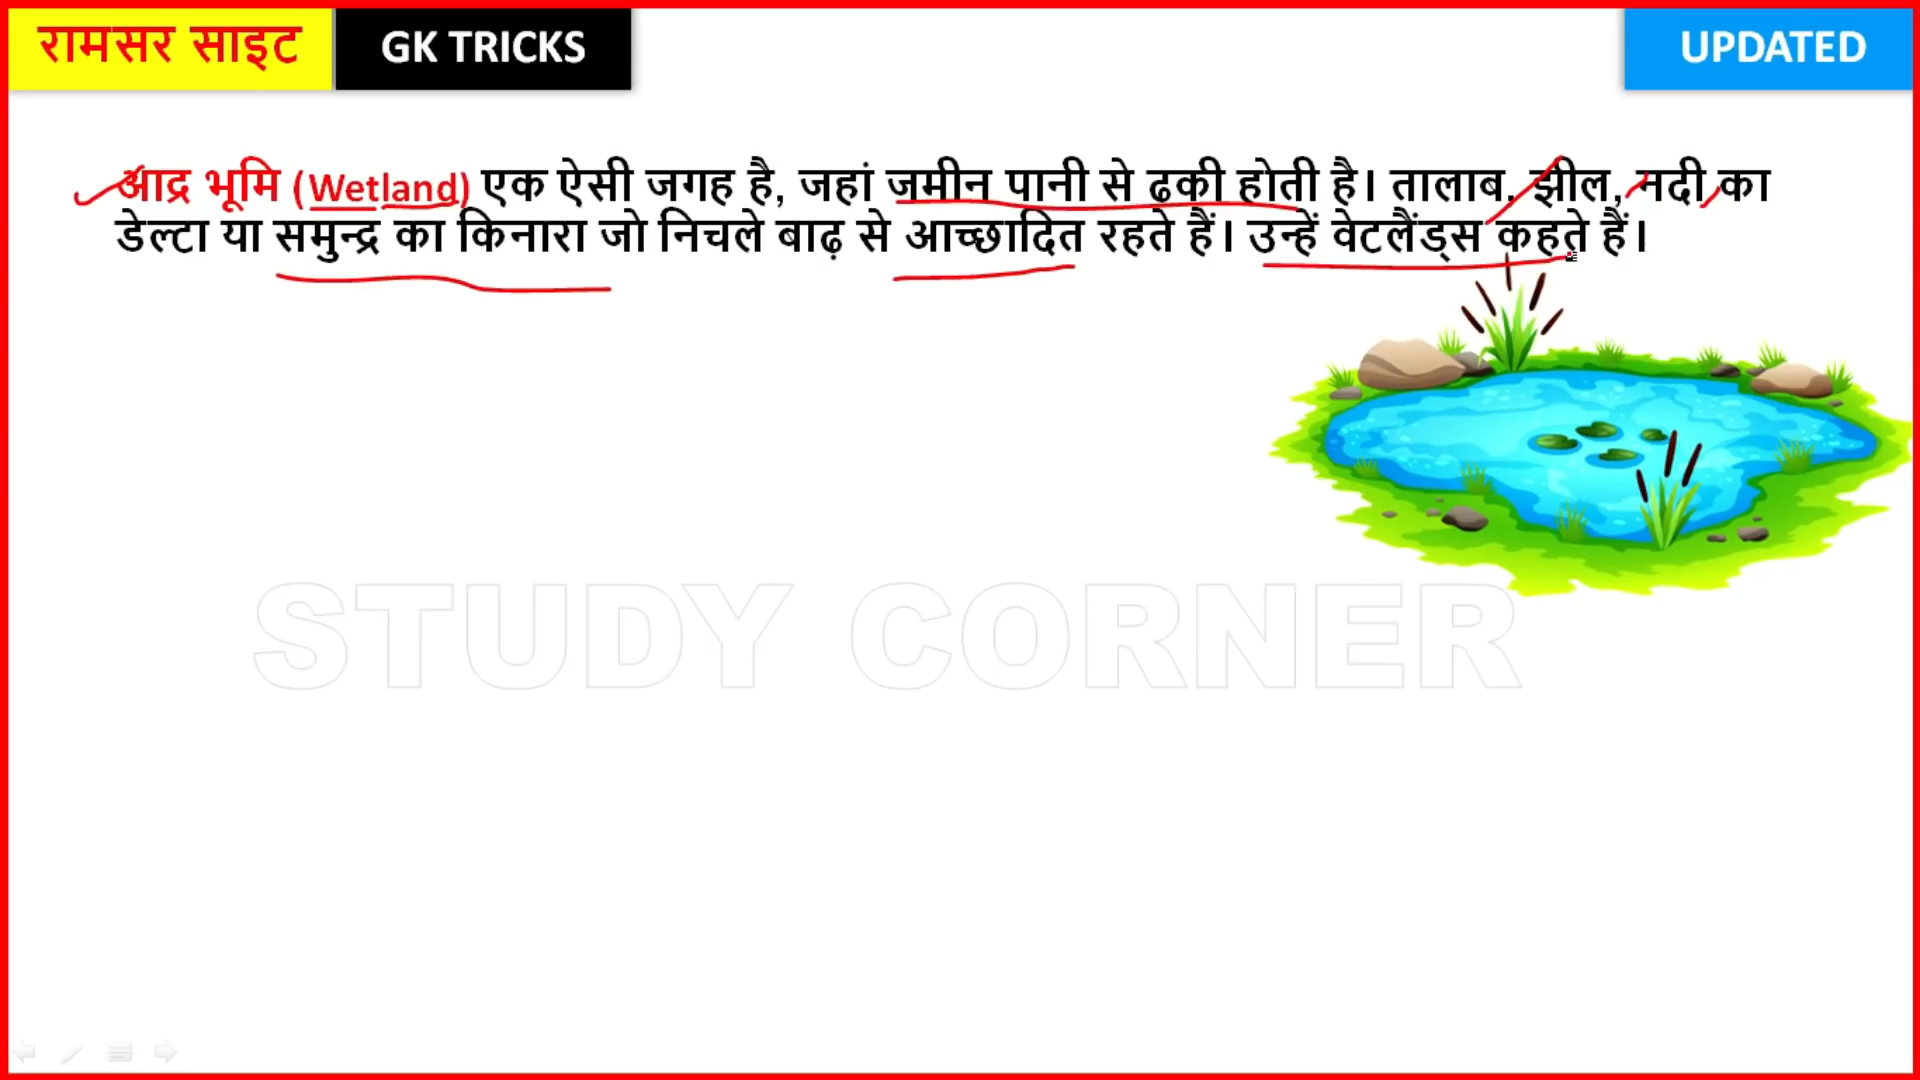 रामसर साइट
GK TRICKS
UPDATED
आद्र भूमि (Wetland) एक ऐसी जगह है, जहां जमीन पानी से ढकी होती है। तालाब, झील, नदी का
डेल्टा या समुन्द्र का किनारा जो निचले बाढ़ से आच्छादित रहते हैं। उन्हें वेटलैंड्स कहते हैं।
STUDY CORNER